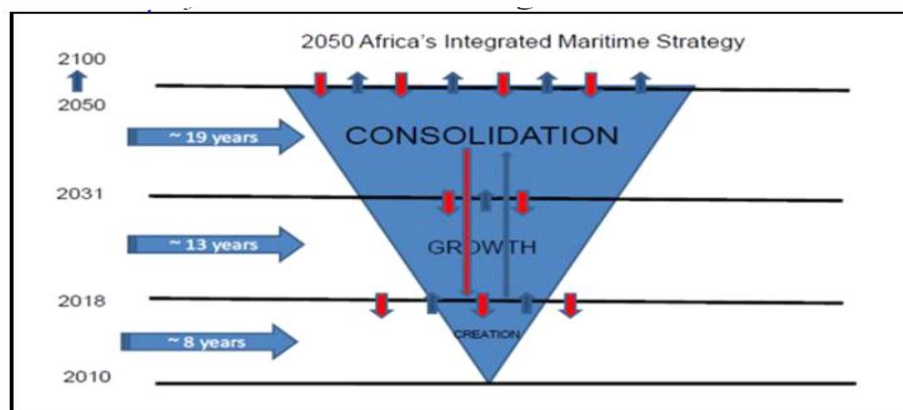 2050 Africa's Integrated Maritime Strategy
2100
2050
~ 19 years
CONSOLIDATION
2031
~ 13 years
GROWTH
2018
~ 8 years
CREATION
2010